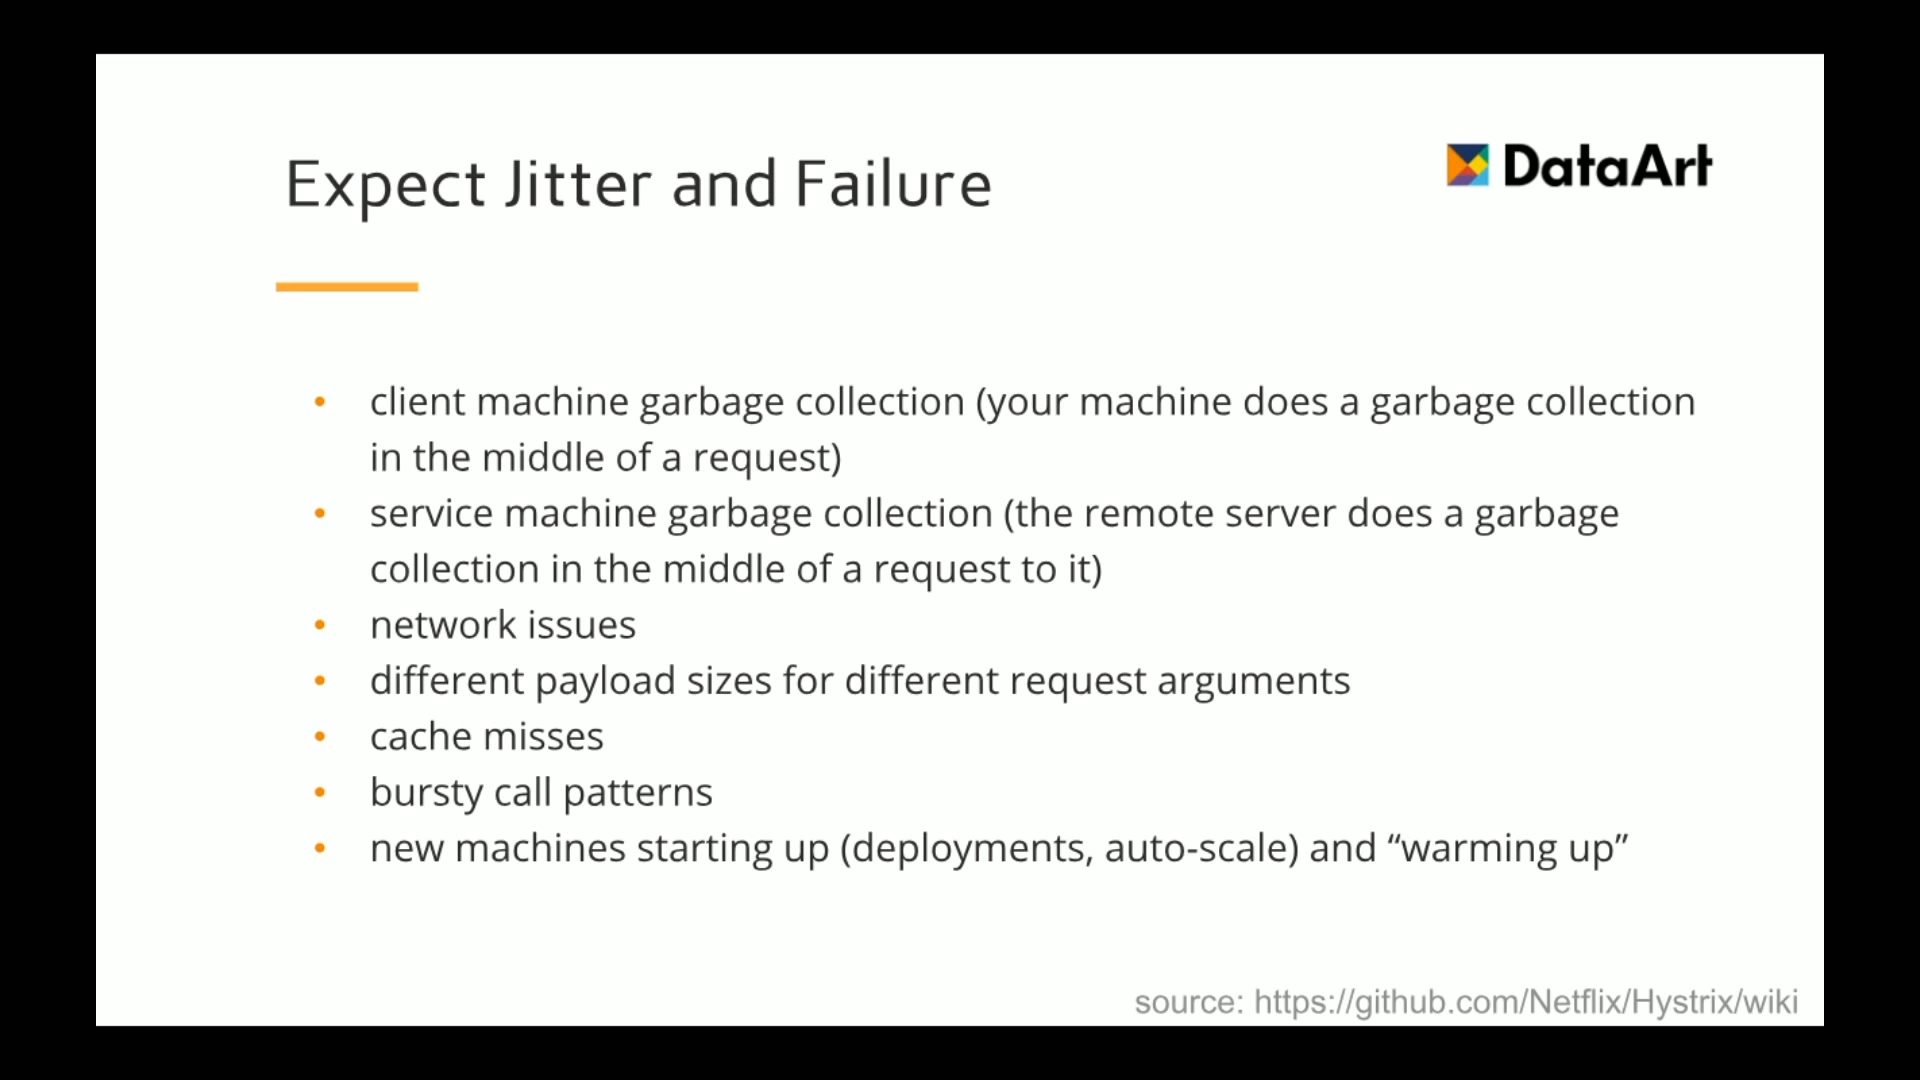 Expect Jitter and Failure
DataArt
• client machine garbage collection (your machine does a garbage collection
in the middle of a request)
• service machine garbage collection (the remote server does a garbage
collection in the middle of a request to it)
• network issues
• different payload sizes for different request arguments
• cache misses
• bursty call patterns
• new machines starting up (deployments, auto-scale) and “warming up”
source: https://github.com/Netflix/Hystrix/wiki